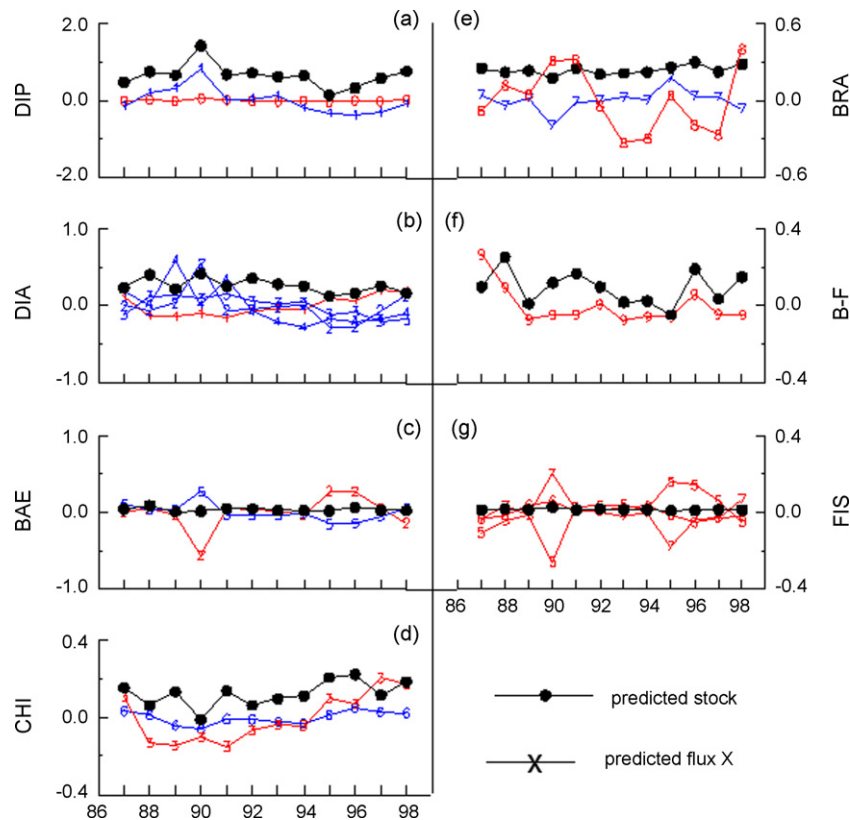 2.0 (a) (e) 0.6
DIP 0.0 0.0 BRA
-2.0 -0.6
1.0 (b) (f) 0.4
DIA 0.0 0.0 B-F
-1.0 -0.4
1.0 (c) (g) 0.4
BAE 0.0 0.0 FIS
-1.0 -0.4
86 88 90 92 94 96 98
0.4 (d)
CHI 0.0
-0.4
86 88 90 92 94 96 98
predicted stock
X predicted flux X